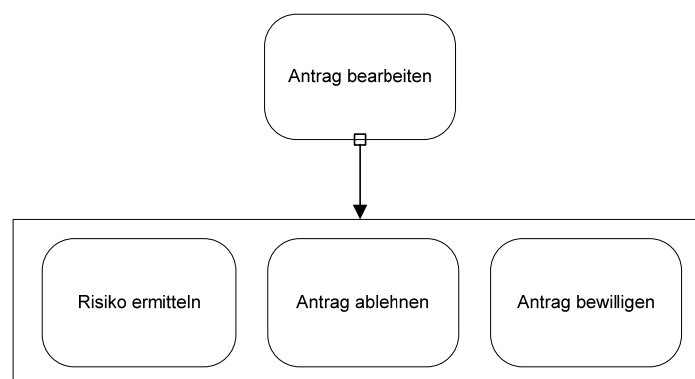 Antrag bearbeiten
Risiko ermitteln
Antrag ablehnen
Antrag bewilligen